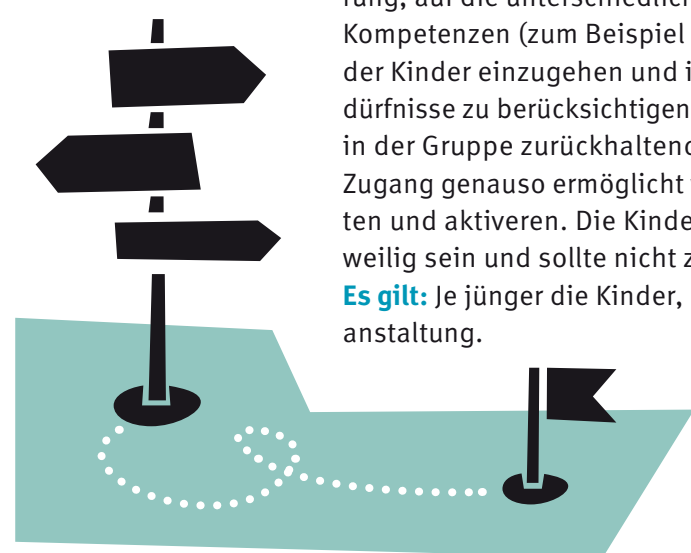 rung, auf die unterschiedlich
Kompetenzen (zum Beispiel
der Kinder einzugehen und i
dürfnisse zu berücksichtigen
in der Gruppe zurückhaltend
Zugang genauso ermöglicht
ten und aktiveren. Die Kinde
weilig sein und sollte nicht z
Es gilt: Je jünger die Kinder,
anstaltung.